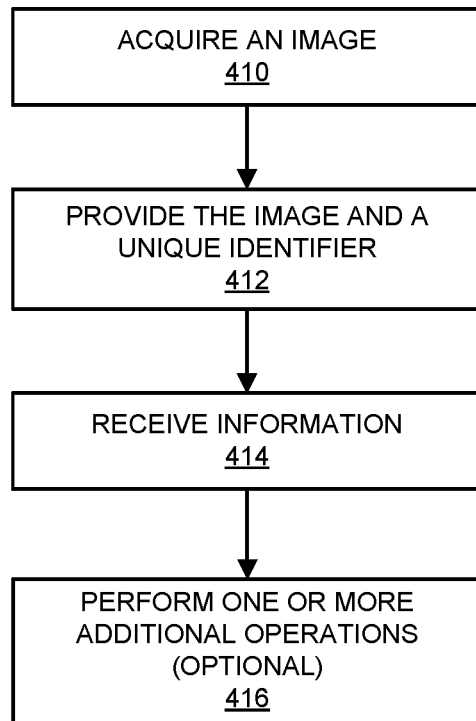 ACQUIRE AN IMAGE
410
PROVIDE THE IMAGE AND A
UNIQUE IDENTIFIER
412
RECEIVE INFORMATION
414
PERFORM ONE OR MORE
ADDITIONAL OPERATIONS
(OPTIONAL)
416